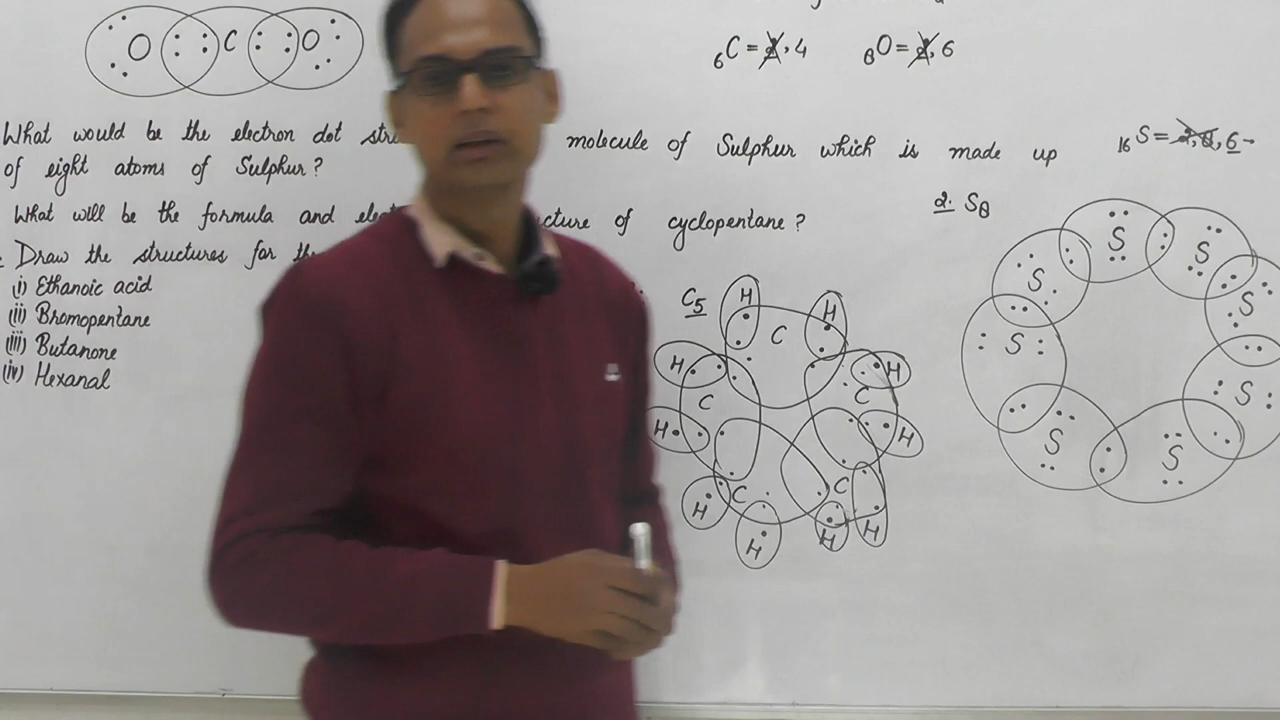 O C O
₆C = 2, 4 ₈O = 2, 6
What would be the electron dot molecule of Sulphur which is made up
of eight atoms of Sulphur?
₁₆S = 2, 8, 6
What will be the formula and of cyclopentane?
2. S₈
Draw the structures for
(i) Ethanoic acid
(ii) Bromopentane
(iii) Butanone
(iv) Hexanal
C₅
H H
C
H H
C C
H H
C C
H H
H H
S S
S S
S S
S S